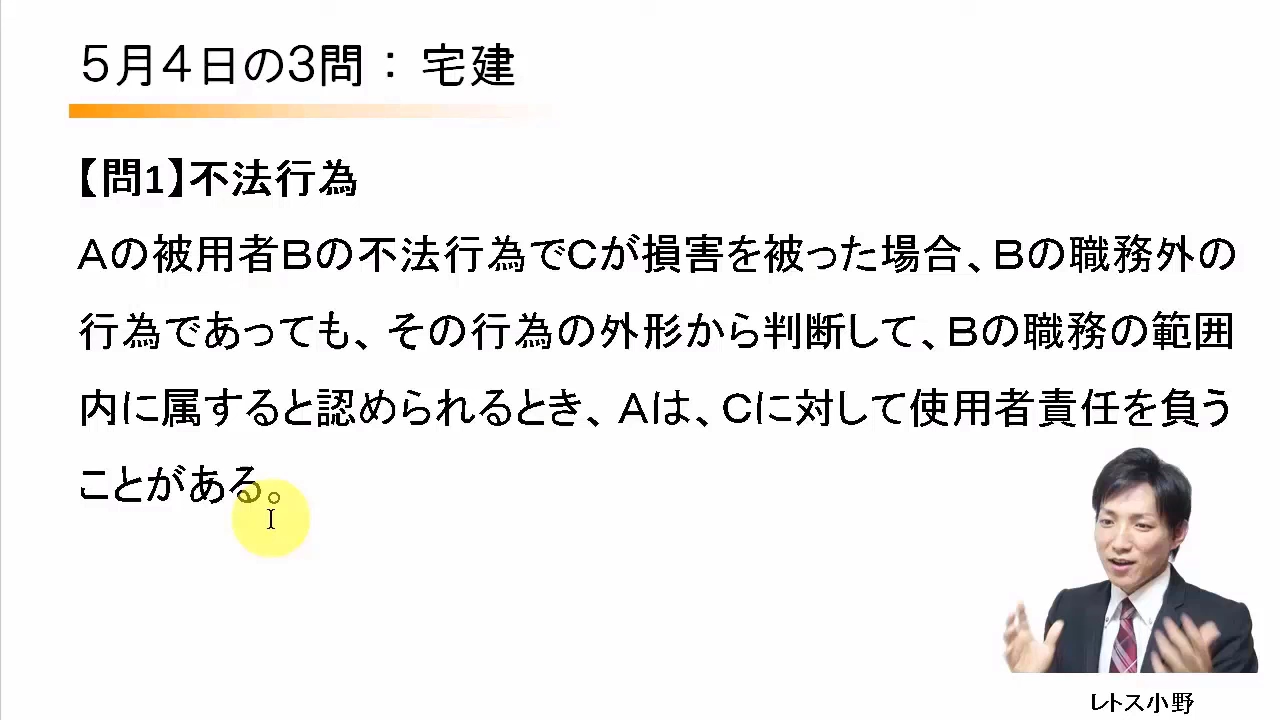 ５月４日の３問：宅建
【問1】不法行為
Ａの被用者Ｂの不法行為でＣが損害を被った場合、Ｂの職務外の
行為であっても、その行為の外形から判断して、Ｂの職務の範囲
内に属すると認められるとき、Ａは、Ｃに対して使用者責任を負う
ことがある。
レトス小野